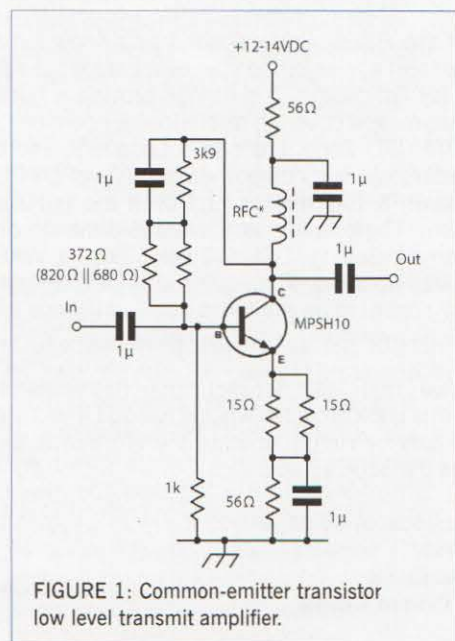 +12-14VDC
56Ω
3k9
1µ
1µ
RFC*
1µ
372Ω
(820Ω || 680Ω)
Out
C
MPSH10
In
B
1µ
E
15Ω
15Ω
1k
56Ω
1µ
FIGURE 1: Common-emitter transistor
low level transmit amplifier.